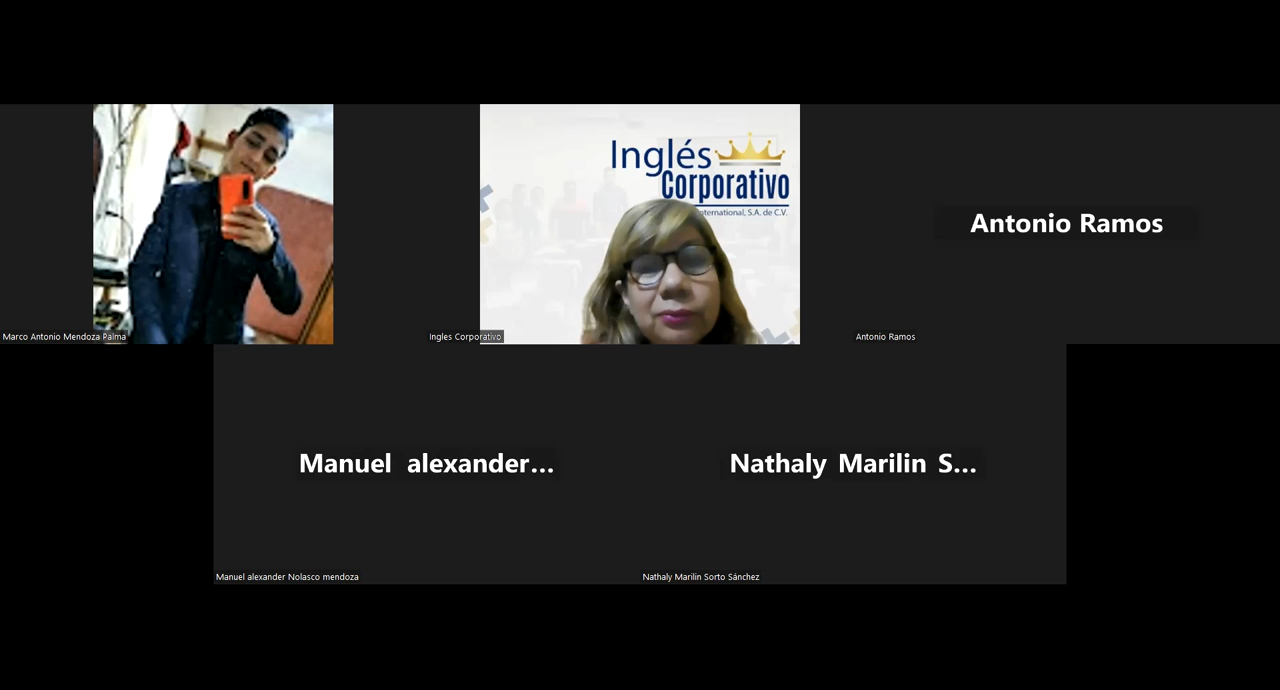 Inglés
Corporativo
International, S.A. de C.V.
Antonio Ramos
Marco Antonio Mendoza Palma
Ingles Corporativo
Antonio Ramos
Manuel alexander...
Nathaly Marilin S...
Manuel alexander Nolasco mendoza
Nathaly Marilin Sorto Sánchez